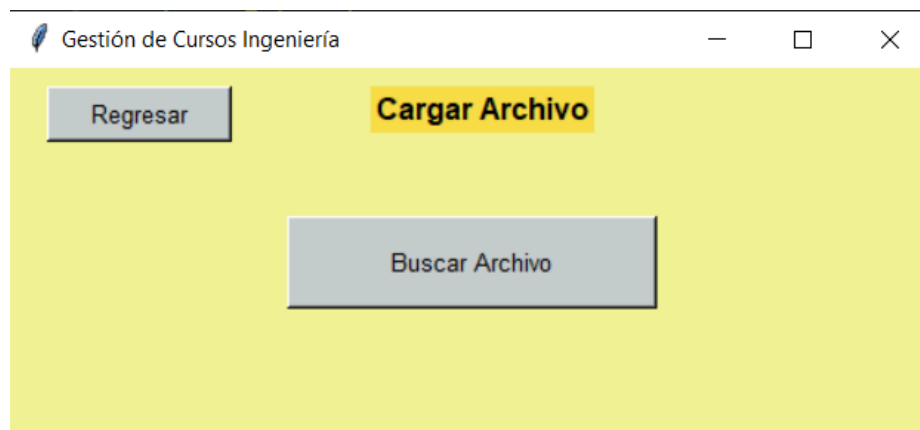 Gestión de Cursos Ingeniería
Regresar
Cargar Archivo
Buscar Archivo